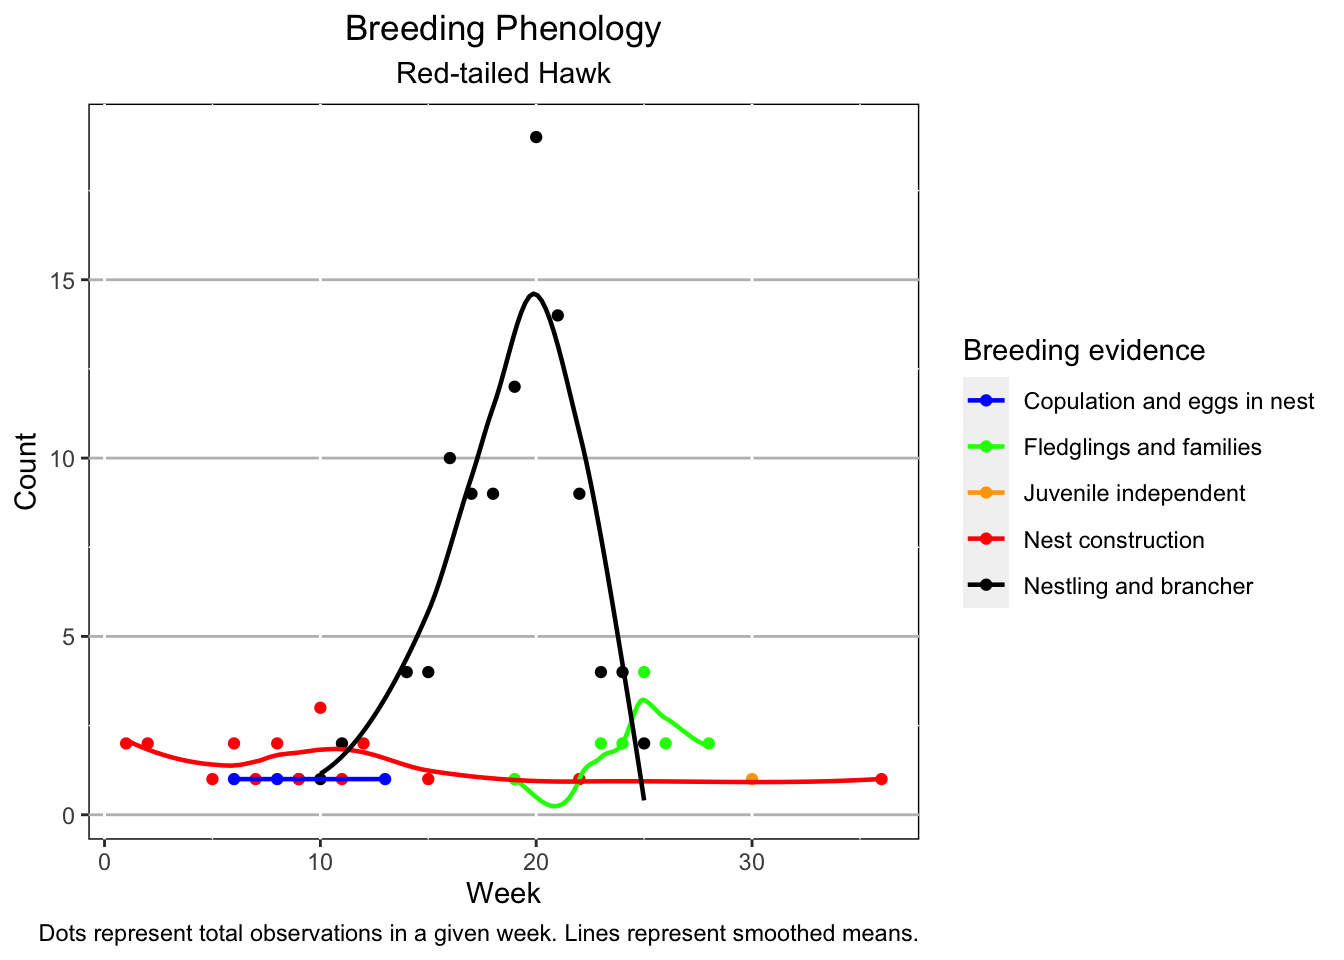 Breeding Phenology
Red-tailed Hawk
Count
15
10
5
0
0 10 20 30
Week
Breeding evidence
Copulation and eggs in nest
Fledglings and families
Juvenile independent
Nest construction
Nestling and brancher
Dots represent total observations in a given week. Lines represent smoothed means.